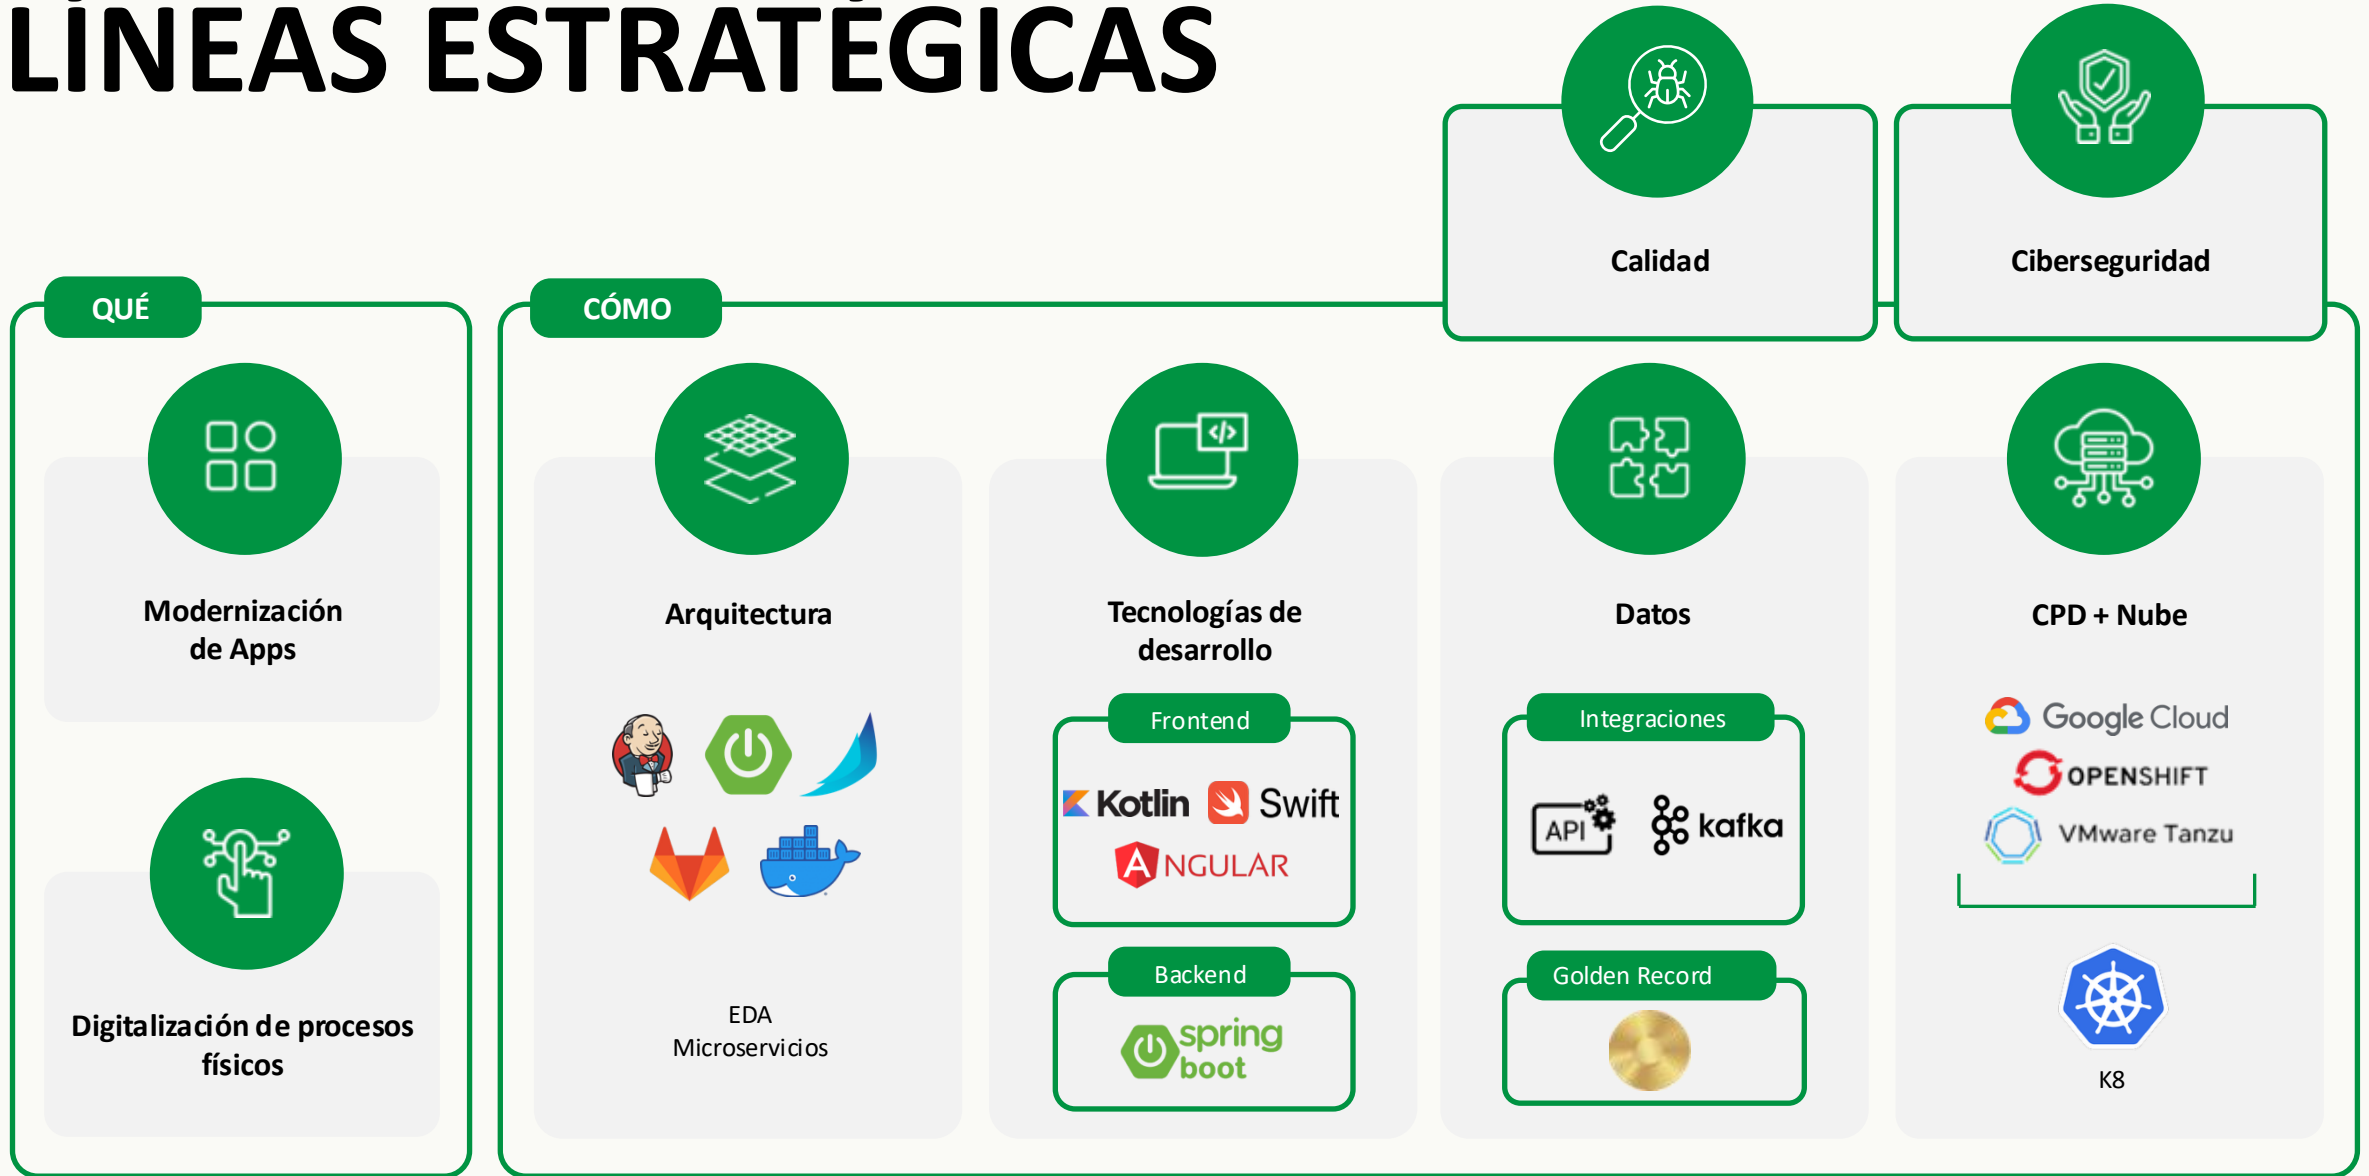 LÍNEAS ESTRATÉGICAS
Calidad
Ciberseguridad
QUÉ
Modernización
de Apps
Digitalización de procesos
físicos
CÓMO
Arquitectura
EDA
Microservicios
Tecnologías de
desarrollo
Frontend
Kotlin
Swift
ANGULAR
Backend
spring
boot
Datos
Integraciones
API
kafka
Golden Record
CPD + Nube
Google Cloud
OPENSHIFT
VMware Tanzu
K8